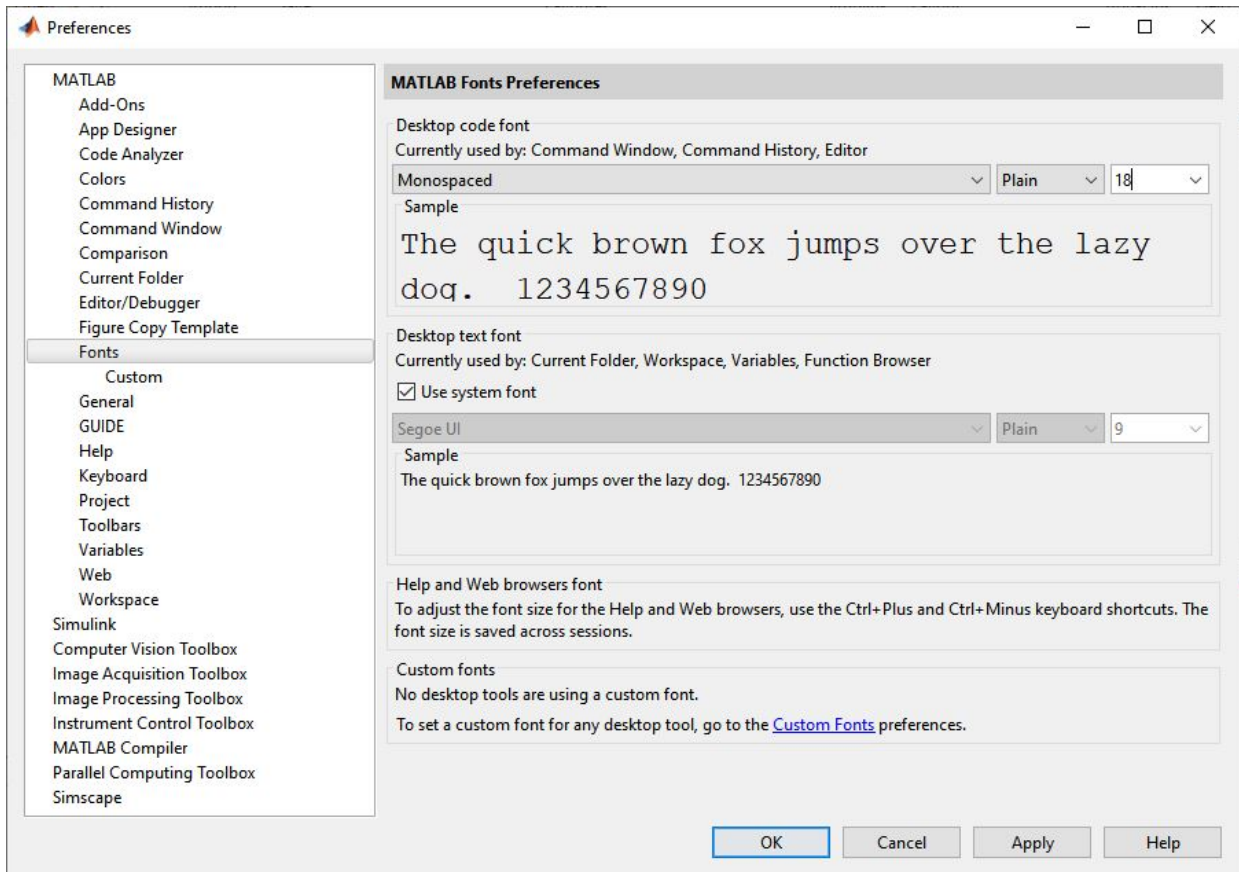 Preferences
MATLAB
Add-Ons
App Designer
Code Analyzer
Colors
Command History
Command Window
Comparison
Current Folder
Editor/Debugger
Figure Copy Template
Fonts
Custom
General
GUIDE
Help
Keyboard
Project
Toolbars
Variables
Web
Workspace
Simulink
Computer Vision Toolbox
Image Acquisition Toolbox
Image Processing Toolbox
Instrument Control Toolbox
MATLAB Compiler
Parallel Computing Toolbox
Simscape
MATLAB Fonts Preferences
Desktop code font
Currently used by: Command Window, Command History, Editor
Monospaced Plain 18
Sample
The quick brown fox jumps over the lazy
dog.  1234567890
Desktop text font
Currently used by: Current Folder, Workspace, Variables, Function Browser
Use system font
Segoe UI Plain 9
Sample
The quick brown fox jumps over the lazy dog.  1234567890
Help and Web browsers font
To adjust the font size for the Help and Web browsers, use the Ctrl+Plus and Ctrl+Minus keyboard shortcuts. The
font size is saved across sessions.
Custom fonts
No desktop tools are using a custom font.
To set a custom font for any desktop tool, go to the Custom Fonts preferences.
OK Cancel Apply Help